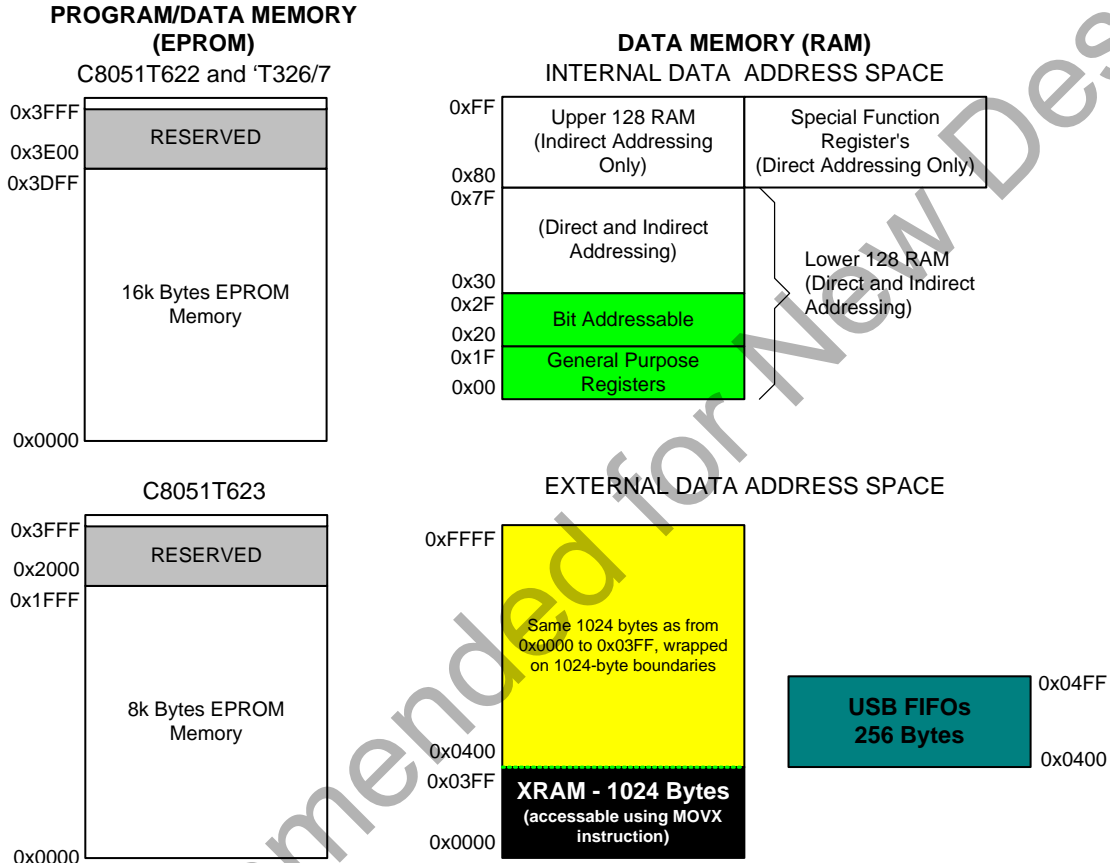 PROGRAM/DATA MEMORY
(EPROM)
C8051T622 and ‘T326/7
0x3FFF
RESERVED
0x3E00
0x3DFF
16k Bytes EPROM
Memory
0x0000
C8051T623
0x3FFF
RESERVED
0x2000
0x1FFF
8k Bytes EPROM
Memory
0x0000
DATA MEMORY (RAM)
INTERNAL DATA ADDRESS SPACE
0xFF
Upper 128 RAM
(Indirect Addressing
Only)
0x80
Special Function
Register's
(Direct Addressing Only)
0x7F
(Direct and Indirect
Addressing)
0x30
Lower 128 RAM
(Direct and Indirect
Addressing)
0x2F
Bit Addressable
0x20
0x1F
General Purpose
Registers
0x00
EXTERNAL DATA ADDRESS SPACE
0xFFFF
Same 1024 bytes as from
0x0000 to 0x03FF, wrapped
on 1024-byte boundaries
0x0400
0x03FF
XRAM - 1024 Bytes
(accessable using MOVX
instruction)
0x0000
0x04FF
USB FIFOs
256 Bytes
0x0400
mended for New Des